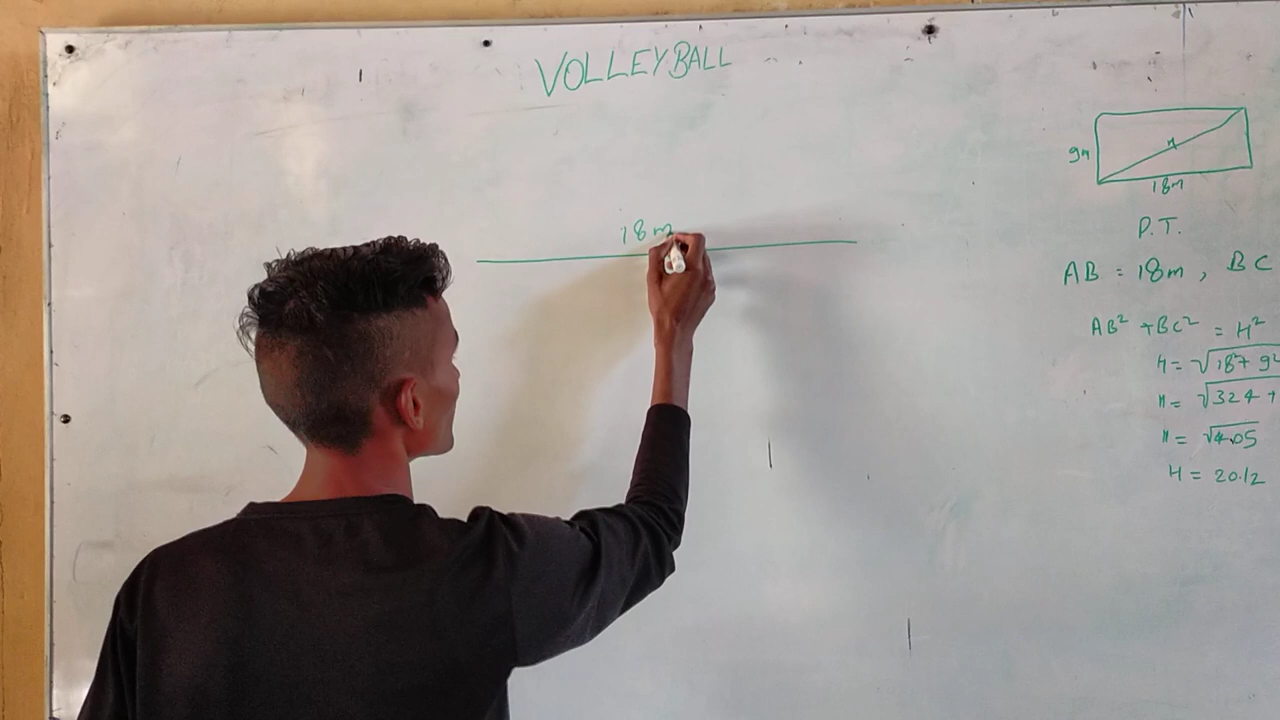 VOLLEYBALL
18m
9m
H
18m
P.T.
AB = 18m, BC
AB² + BC² = H²
H = √18²+ 9²
H = √324 +
H = √405
H = 20.12